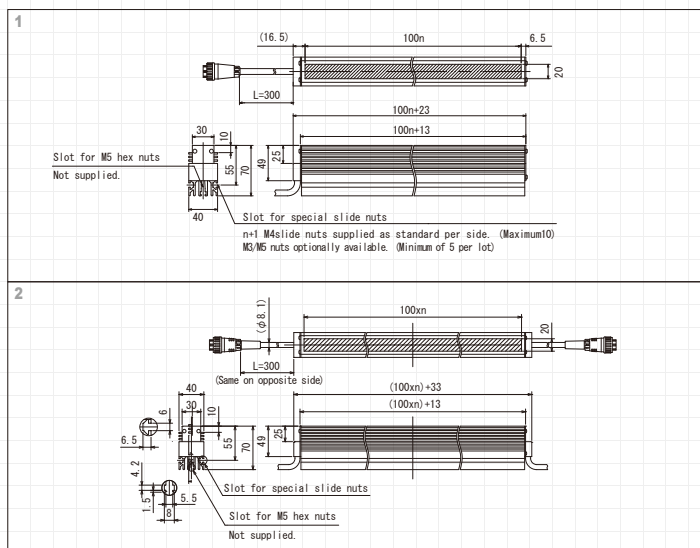 1
(16.5)
100n
6.5
20
L=300
100n+23
100n+13
30
10
25
49
55
70
Slot for M5 hex nuts
Not supplied.
40
Slot for special slide nuts
n+1 M4slide nuts supplied as standard per side. (Maximum10)
M3/M5 nuts optionally available. (Minimum of 5 per lot)
2
(φ8.1)
100xn
20
L=300
(Same on opposite side)
(100xn)+33
(100xn)+13
40
30
10
6
6.5
25
49
55
70
4.2
1.5
5.5
8
Slot for special slide nuts
Slot for M5 hex nuts
Not supplied.